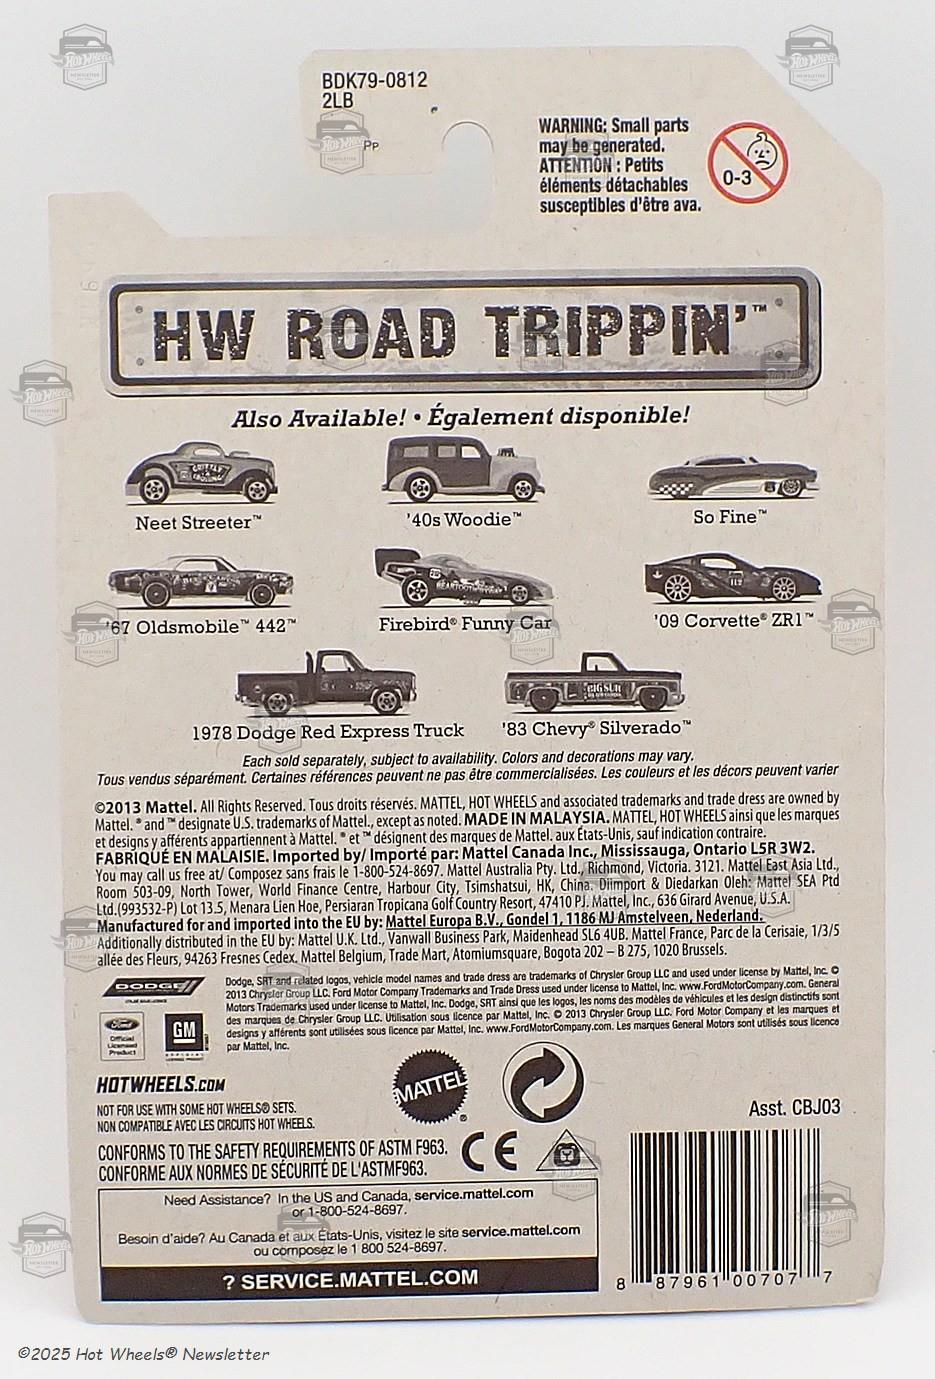 BDK79-0812
2LB
Pp
WARNING: Small parts
may be generated.
ATTENTION : Petits
éléments détachables
susceptibles d'être ava.
0-3
HW ROAD TRIPPIN'™
Also Available! • Également disponible!
Neet Streeter™
'40s Woodie™
So Fine™
'67 Oldsmobile™ 442™
Firebird® Funny Car
'09 Corvette® ZR1™
1978 Dodge Red Express Truck
'83 Chevy® Silverado™
Each sold separately, subject to availability. Colors and decorations may vary.
Tous vendus séparément. Certaines références peuvent ne pas être commercialisées. Les couleurs et les décors peuvent varier
©2013 Mattel. All Rights Reserved. Tous droits réservés. MATTEL, HOT WHEELS and associated trademarks and trade dress are owned by
Mattel. ® and ™ designate U.S. trademarks of Mattel., except as noted. MADE IN MALAYSIA. MATTEL, HOT WHEELS ainsi que les marques
et designs y afférents appartiennent à Mattel. ® et ™ désignent des marques de Mattel. aux États-Unis, sauf indication contraire.
FABRIQUÉ EN MALAISIE. Imported by/ Importé par: Mattel Canada Inc., Mississauga, Ontario L5R 3W2.
You may call us free at/ Composez sans frais le 1-800-524-8697. Mattel Australia Pty. Ltd., Richmond, Victoria. 3121. Mattel East Asia Ltd.,
Room 503-09, North Tower, World Finance Centre, Harbour City, Tsimshatsui, HK, China. Diimport & Diedarkan Oleh: Mattel SEA Ptd
Ltd.(993532-P) Lot 13.5, Menara Lien Hoe, Persiaran Tropicana Golf Country Resort, 47410 PJ. Mattel, Inc., 636 Girard Avenue, U.S.A.
Manufactured for and imported into the EU by: Mattel Europa B.V., Gondel 1, 1186 MJ Amstelveen, Nederland.
Additionally distributed in the EU by: Mattel U.K. Ltd., Vanwall Business Park, Maidenhead SL6 4UB. Mattel France, Parc de la Cerisaie, 1/3/5
allée des Fleurs, 94263 Fresnes Cedex. Mattel Belgium, Trade Mart, Atomiumsquare, Bogota 202 – B 275, 1020 Brussels.
DODGE
Ford
Official
Licensed
Product
GM
Dodge, SRT and related logos, vehicle model names and trade dress are trademarks of Chrysler Group LLC and used under license by Mattel, Inc. ©
2013 Chrysler Group LLC. Ford Motor Company Trademarks and Trade Dress used under license to Mattel, Inc. www.FordMotorCompany.com. General
Motors Trademarks used under license to Mattel, Inc. Dodge, SRT ainsi que les logos, les noms des modèles de véhicules et les design distinctifs sont
des marques de Chrysler Group LLC. Utilisation sous licence par Mattel, Inc. © 2013 Chrysler Group LLC. Ford Motor Company et les marques et
designs y afférents sont utilisées sous licence par Mattel, Inc. www.FordMotorCompany.com. Les marques General Motors sont utilisés sous licence
par Mattel, Inc.
HOTWHEELS.COM
NOT FOR USE WITH SOME HOT WHEELS® SETS.
NON COMPATIBLE AVEC LES CIRCUITS HOT WHEELS.
CONFORMS TO THE SAFETY REQUIREMENTS OF ASTM F963.
CONFORME AUX NORMES DE SÉCURITÉ DE L'ASTMF963.
MATTEL®
CE
Asst. CBJ03
Need Assistance? In the US and Canada, service.mattel.com
or 1-800-524-8697.
Besoin d'aide? Au Canada et aux États-Unis, visitez le site service.mattel.com
ou composez le 1 800 524-8697.
? SERVICE.MATTEL.COM
8 87961 00707 7
©2025 Hot Wheels® Newsletter